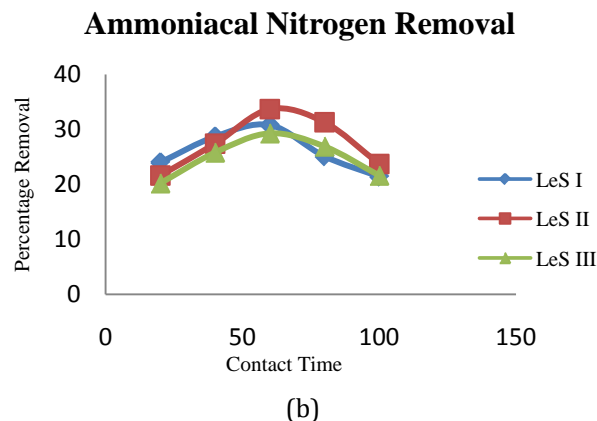 Ammoniacal Nitrogen Removal
Percentage Removal
40
30
20
10
0
0 50 100 150
Contact Time
LeS I
LeS II
LeS III
(b)